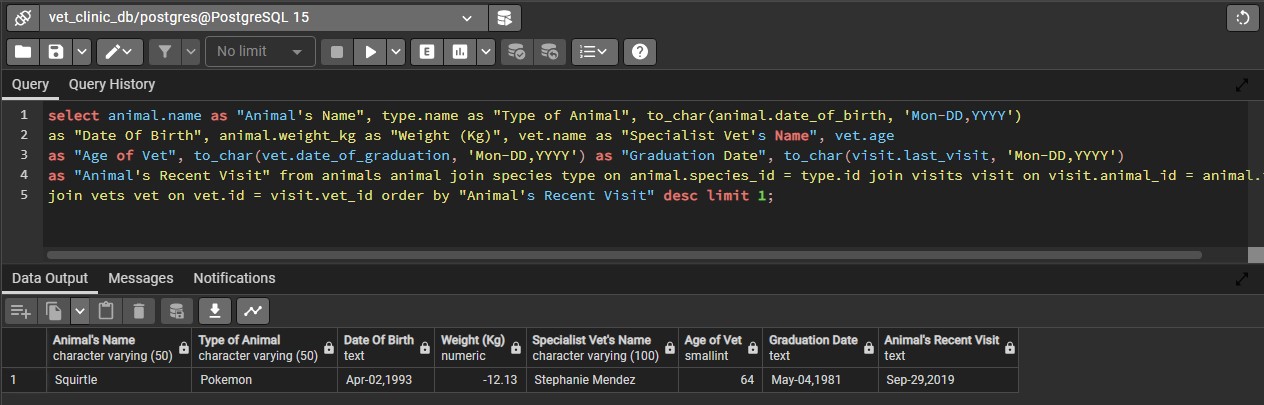 vet_clinic_db/postgres@PostgreSQL 15
No limit
E
Query Query History
1 select animal.name as "Animal's Name", type.name as "Type of Animal", to_char(animal.date_of_birth, 'Mon-DD,YYYY')
2 as "Date Of Birth", animal.weight_kg as "Weight (Kg)", vet.name as "Specialist Vet's Name", vet.age
3 as "Age of Vet", to_char(vet.date_of_graduation, 'Mon-DD,YYYY') as "Graduation Date", to_char(visit.last_visit, 'Mon-DD,YYYY')
4 as "Animal's Recent Visit" from animals animal join species type on animal.species_id = type.id join visits visit on visit.animal_id = animal.
5 join vets vet on vet.id = visit.vet_id order by "Animal's Recent Visit" desc limit 1;
Data Output Messages Notifications
Animal's Name Type of Animal Date Of Birth Weight (Kg) Specialist Vet's Name Age of Vet Graduation Date Animal's Recent Visit
character varying (50) character varying (50) text numeric character varying (100) smallint text text
1 Squirtle Pokemon Apr-02,1993 -12.13 Stephanie Mendez 64 May-04,1981 Sep-29,2019